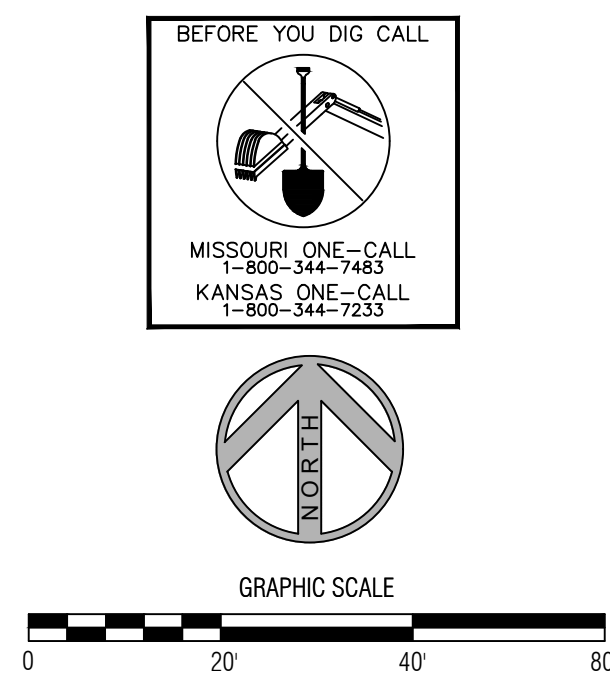 BEFORE YOU DIG CALL
MISSOURI ONE-CALL
1-800-344-7483
KANSAS ONE-CALL
1-800-344-7233
NORTH
GRAPHIC SCALE
0 20' 40' 80